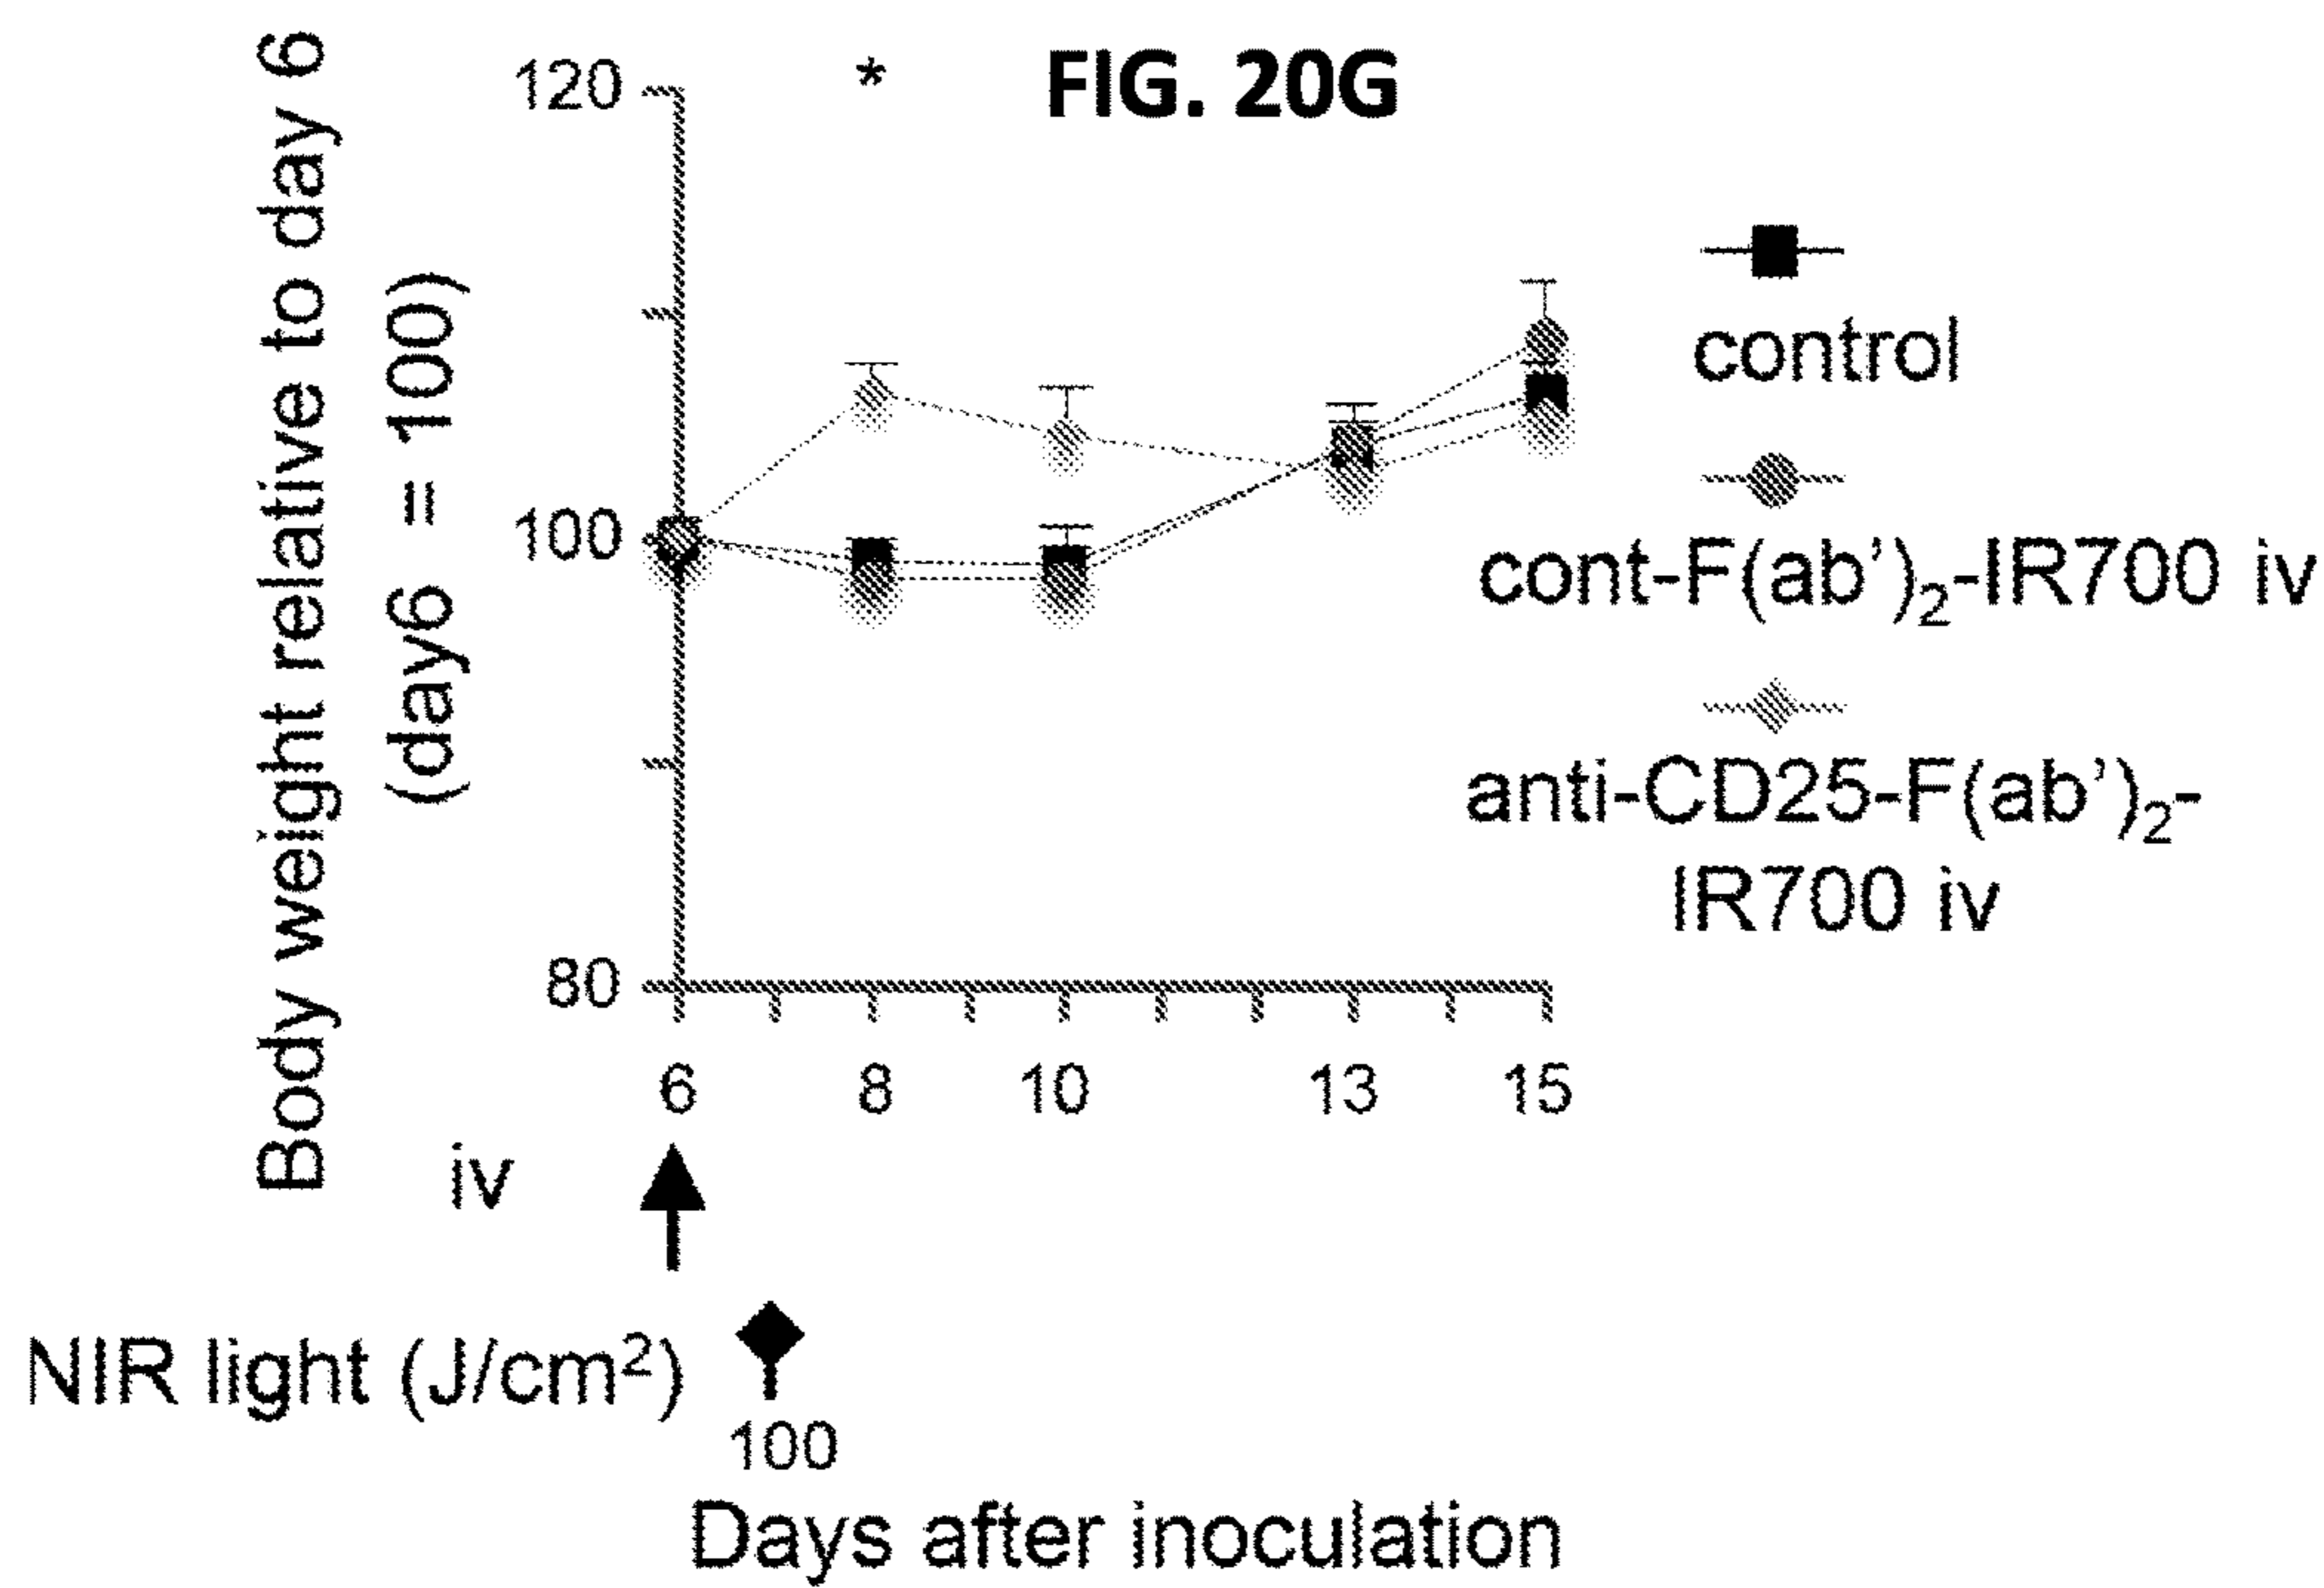 FIG. 20G
*
Body weight relative to day 6
(day6 = 100)
120
100
80
6 8 10 13 15
control
cont-F(ab’)₂-IR700 iv
anti-CD25-F(ab’)₂-
IR700 iv
iv
NIR light (J/cm²)
100
Days after inoculation